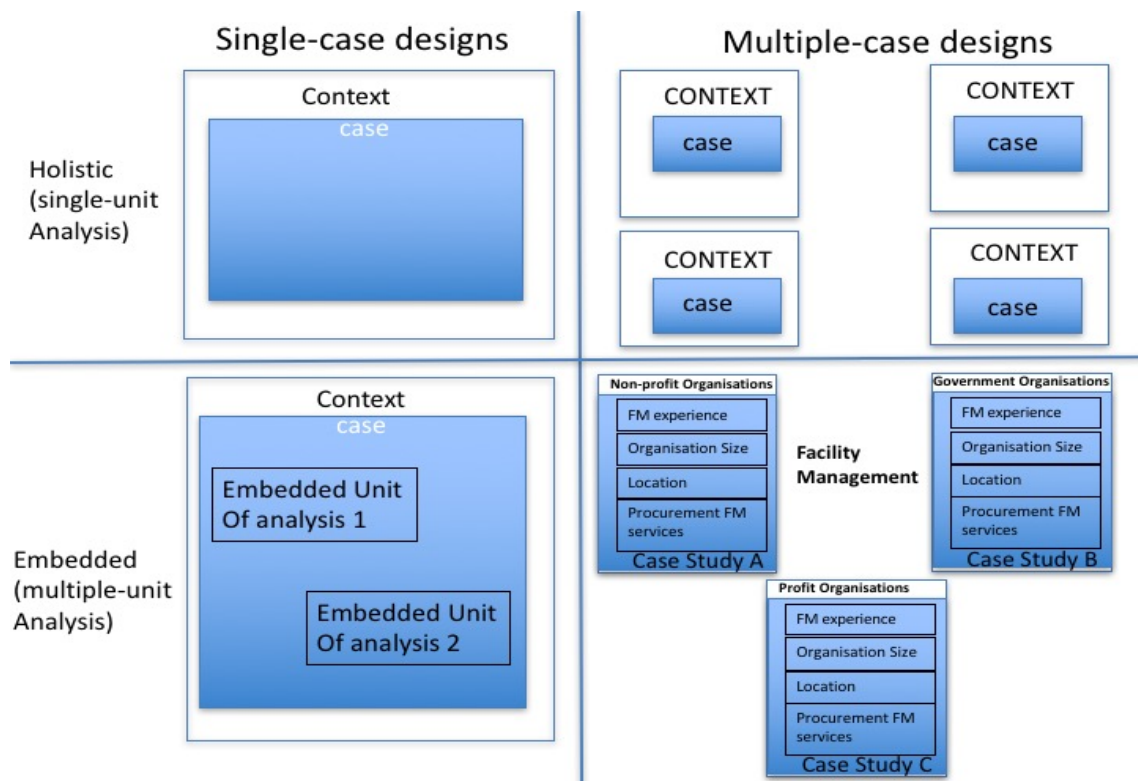 Single-case designs
Multiple-case designs
Holistic
(single-unit
Analysis)
Context
case
CONTEXT
case
CONTEXT
case
CONTEXT
case
CONTEXT
case
Embedded
(multiple-unit
Analysis)
Context
case
Embedded Unit
Of analysis 1
Embedded Unit
Of analysis 2
Non-profit Organisations
FM experience
Organisation Size
Location
Procurement FM
services
Case Study A
Facility
Management
Government Organisations
FM experience
Organisation Size
Location
Procurement FM
services
Case Study B
Profit Organisations
FM experience
Organisation Size
Location
Procurement FM
services
Case Study C